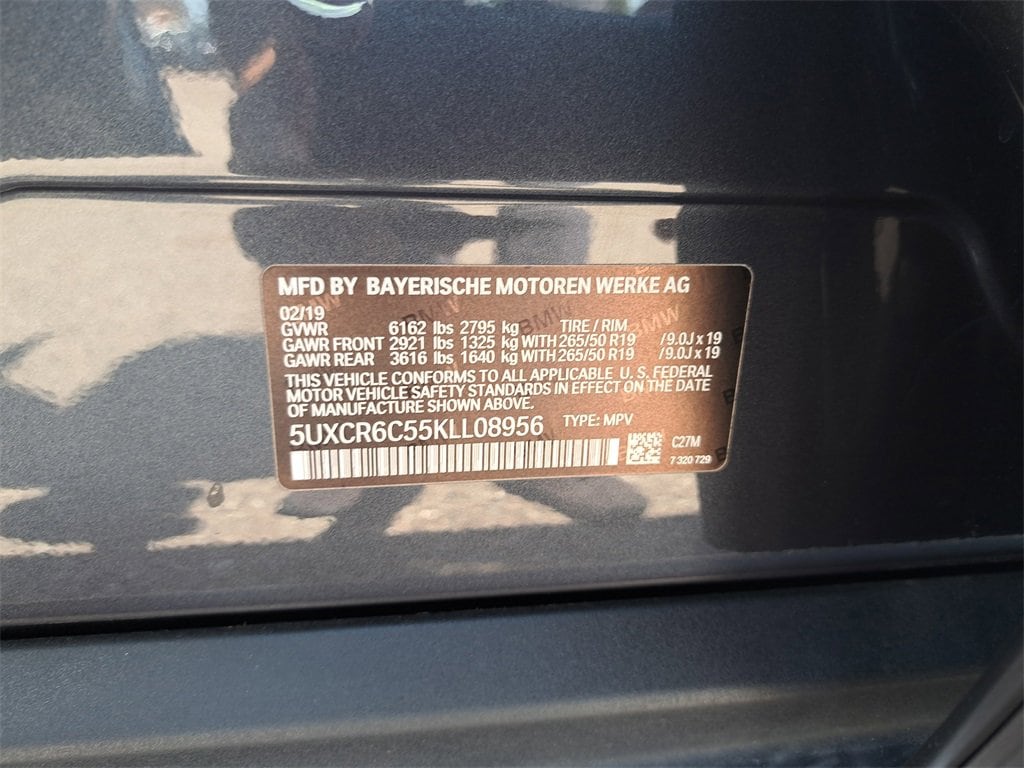 MFD BY BAYERISCHE MOTOREN WERKE AG
02/19
GVWR 6162 lbs 2795 kg TIRE / RIM
GAWR FRONT 2921 lbs 1325 kg WITH 265/50 R19 / 9.0J x 19
GAWR REAR 3616 lbs 1640 kg WITH 265/50 R19 / 9.0J x 19
THIS VEHICLE CONFORMS TO ALL APPLICABLE U.S. FEDERAL
MOTOR VEHICLE SAFETY STANDARDS IN EFFECT ON THE DATE
OF MANUFACTURE SHOWN ABOVE.
5UXCR6C55KLL08956 TYPE: MPV
C27M
7 320 729
BMW
BMW